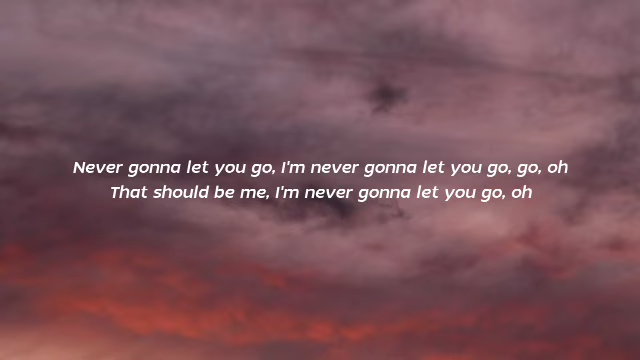 Never gonna let you go, I'm never gonna let you go, go, oh
That should be me, I'm never gonna let you go, oh